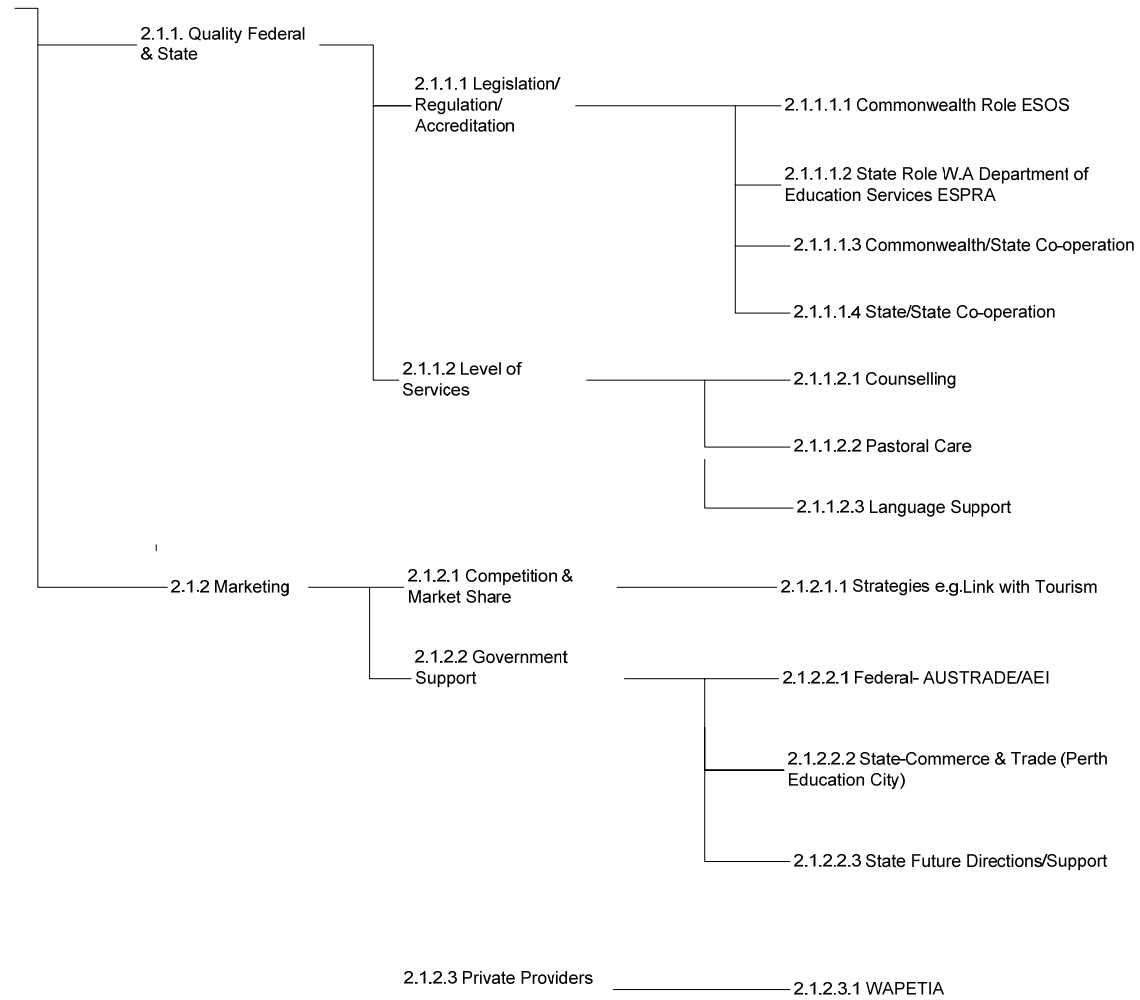 2.1.1. Quality Federal
& State
2.1.1.1 Legislation/
Regulation/
Accreditation
2.1.1.1.1 Commonwealth Role ESOS
2.1.1.1.2 State Role W.A Department of
Education Services ESPRA
2.1.1.1.3 Commonwealth/State Co-operation
2.1.1.1.4 State/State Co-operation
2.1.1.2 Level of
Services
2.1.1.2.1 Counselling
2.1.1.2.2 Pastoral Care
2.1.1.2.3 Language Support
2.1.2 Marketing
2.1.2.1 Competition &
Market Share
2.1.2.1.1 Strategies e.g.Link with Tourism
2.1.2.2 Government
Support
2.1.2.2.1 Federal- AUSTRADE/AEI
2.1.2.2.2 State-Commerce & Trade (Perth
Education City)
2.1.2.2.3 State Future Directions/Support
2.1.2.3 Private Providers
2.1.2.3.1 WAPETIA